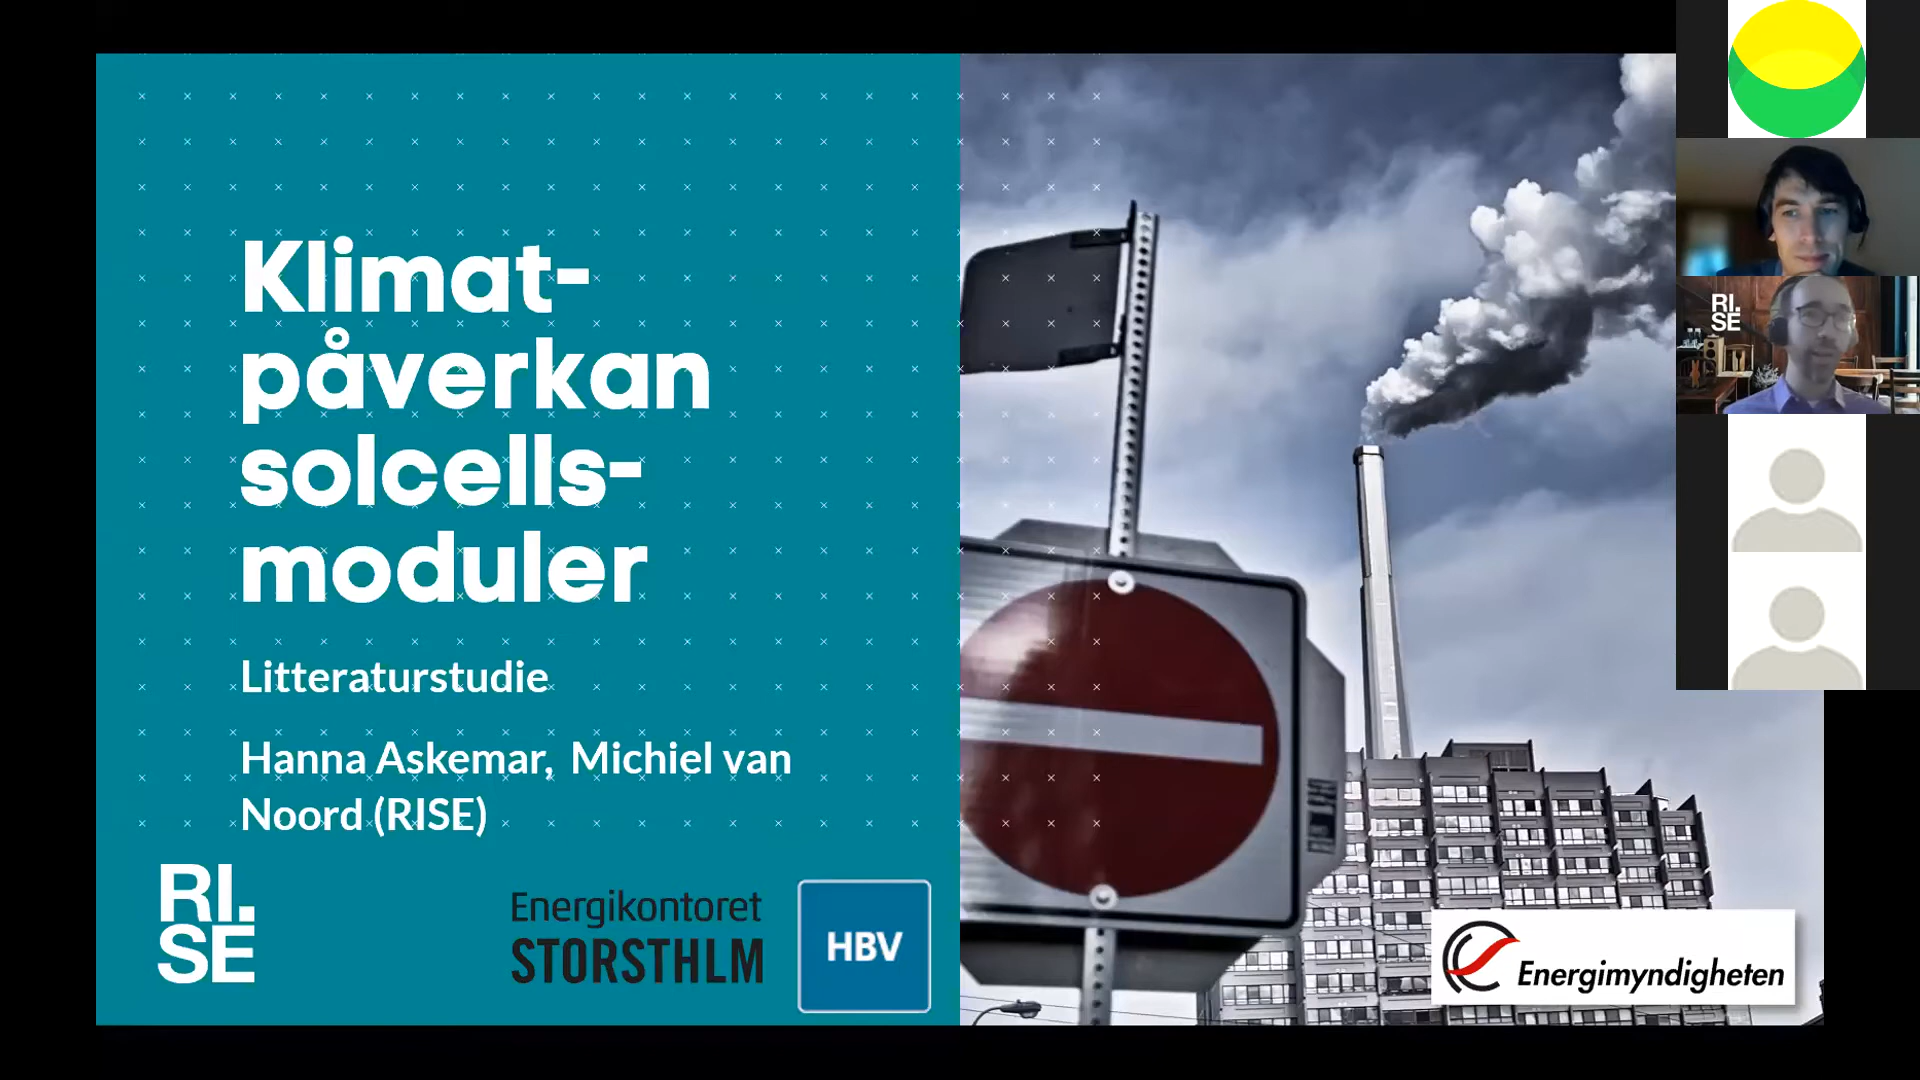 Klimat-
påverkan
solcells-
moduler
Litteraturstudie
Hanna Askemar, Michiel van
Noord (RISE)
RI.
SE
Energikontoret
STORSTHLM
HBV
Energimyndigheten
RI.
SE